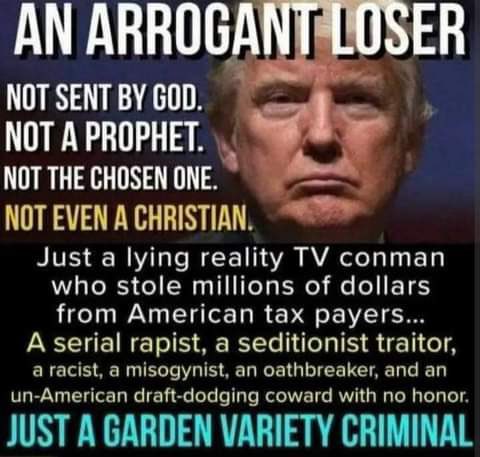 AN ARROGANT LOSER
NOT SENT BY GOD.
NOT A PROPHET.
NOT THE CHOSEN ONE.
NOT EVEN A CHRISTIAN.
Just a lying reality TV conman
who stole millions of dollars
from American tax payers...
A serial rapist, a seditionist traitor,
a racist, a misogynist, an oathbreaker, and an
un-American draft-dodging coward with no honor.
JUST A GARDEN VARIETY CRIMINAL